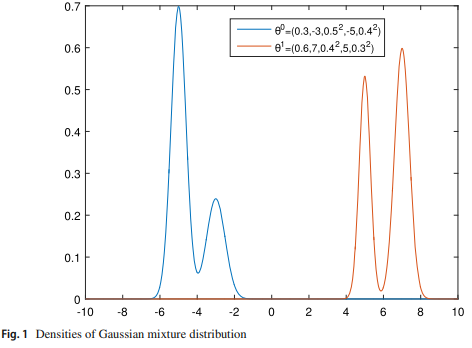 0.7
θ⁰=(0.3,-3,0.5²,-5,0.4²)
θ¹=(0.6,7,0.4²,5,0.3²)
0.6
0.5
0.4
0.3
0.2
0.1
0
-10 -8 -6 -4 -2 0 2 4 6 8 10
Fig. 1 Densities of Gaussian mixture distribution